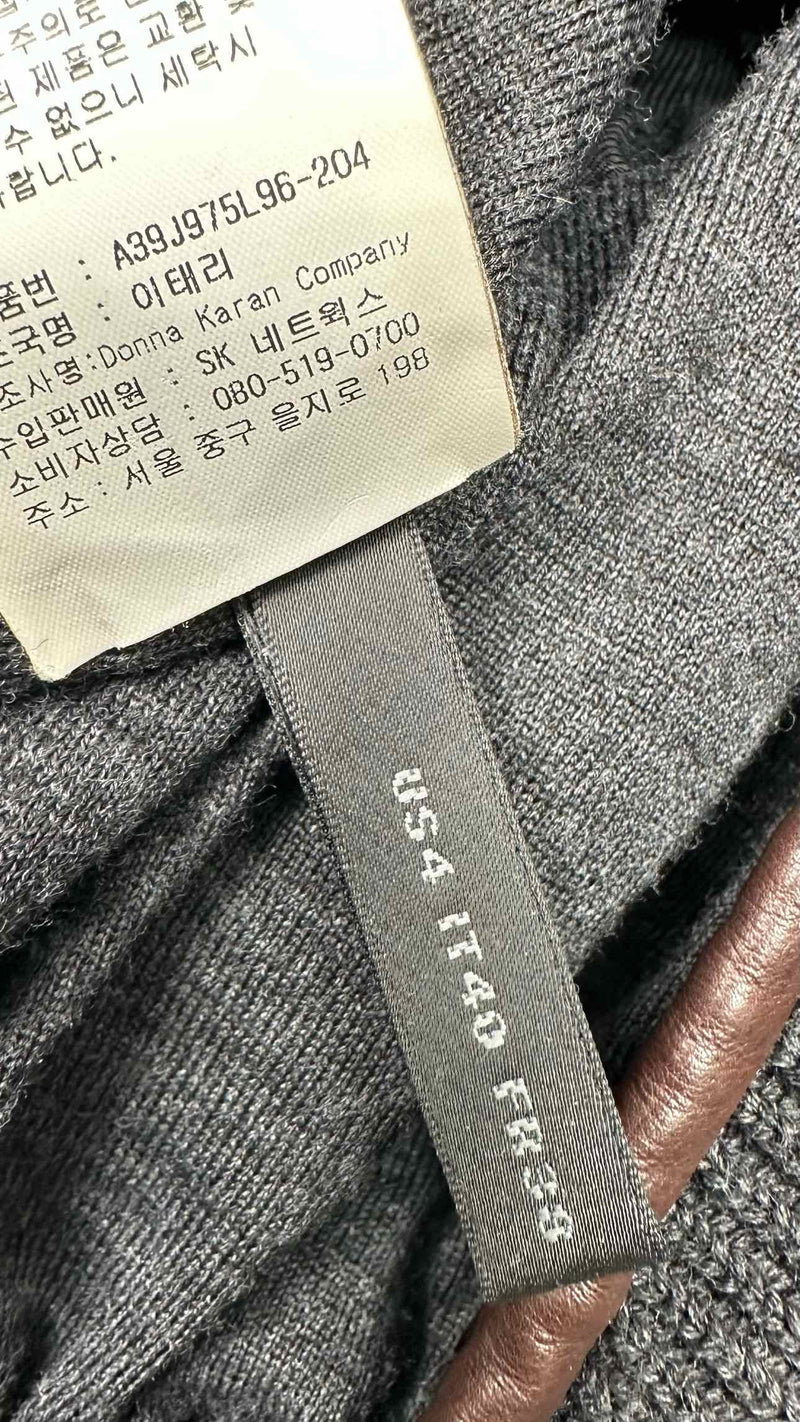 주의로
제품은 교환 및
수 없으니 세탁시
랍니다.
품번 : A39J975L96-204
국명 : 이태리
조사명:Donna Karan Company
수입판매원 : SK 네트웍스
소비자상담 : 080-519-0700
주소 : 서울 중구 을지로 198
US4 IT40 FR36